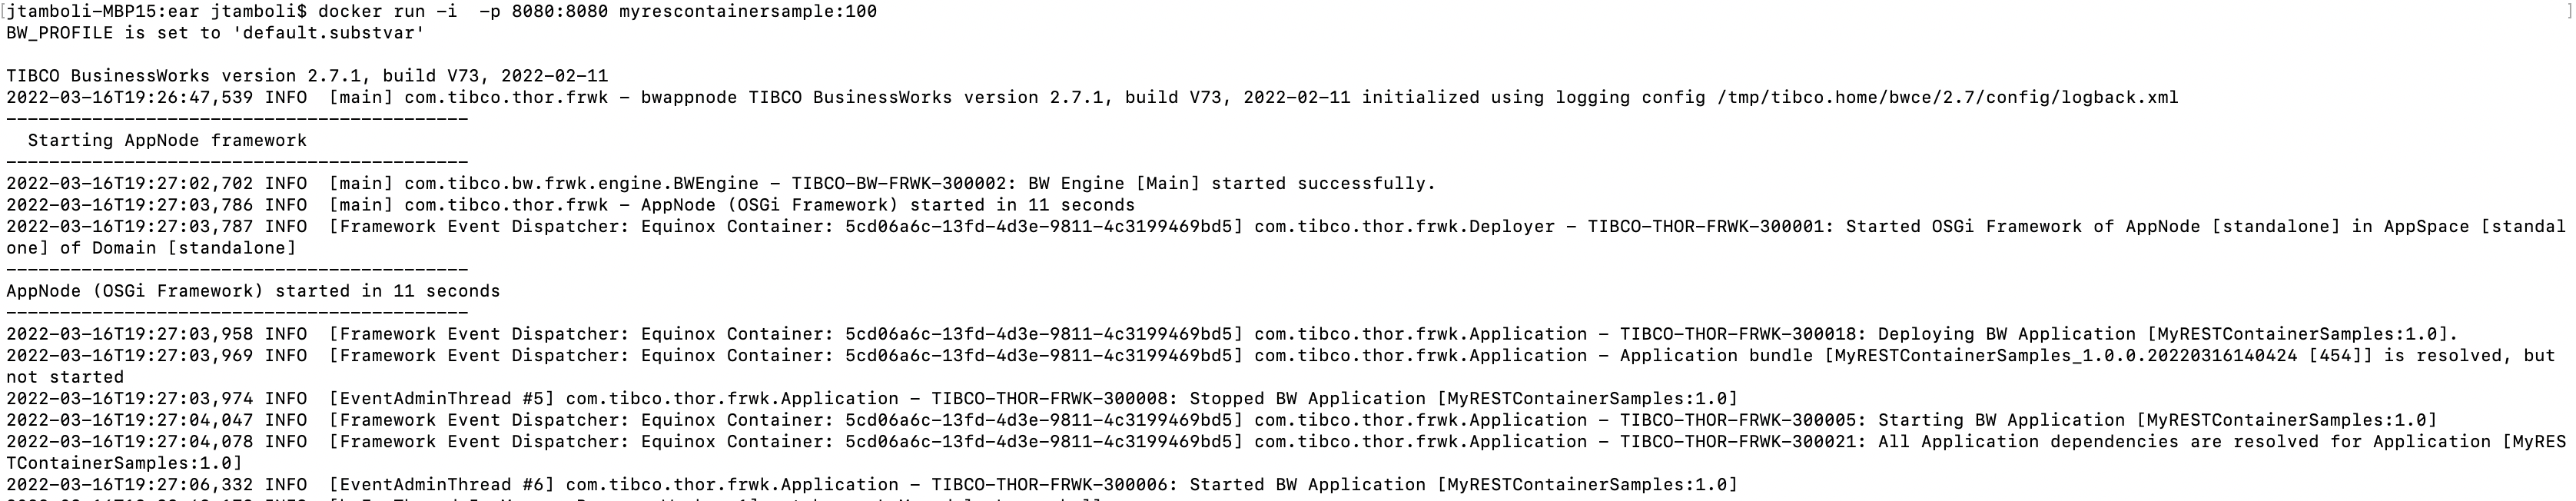 [jtamboli-MBP15:ear jtamboli$ docker run -i  -p 8080:8080 myrescontainersample:100 ]
BW_PROFILE is set to 'default.substvar'
TIBCO BusinessWorks version 2.7.1, build V73, 2022-02-11
2022-03-16T19:26:47,539 INFO  [main] com.tibco.thor.frwk - bwappnode TIBCO BusinessWorks version 2.7.1, build V73, 2022-02-11 initialized using logging config /tmp/tibco.home/bwce/2.7/config/logback.xml
-------------------------------------------
  Starting AppNode framework
-------------------------------------------
2022-03-16T19:27:02,702 INFO  [main] com.tibco.bw.frwk.engine.BWEngine - TIBCO-BW-FRWK-300002: BW Engine [Main] started successfully.
2022-03-16T19:27:03,786 INFO  [main] com.tibco.thor.frwk - AppNode (OSGi Framework) started in 11 seconds
2022-03-16T19:27:03,787 INFO  [Framework Event Dispatcher: Equinox Container: 5cd06a6c-13fd-4d3e-9811-4c3199469bd5] com.tibco.thor.frwk.Deployer - TIBCO-THOR-FRWK-300001: Started OSGi Framework of AppNode [standalone] in AppSpace [standal
one] of Domain [standalone]
-------------------------------------------
AppNode (OSGi Framework) started in 11 seconds
-------------------------------------------
2022-03-16T19:27:03,958 INFO  [Framework Event Dispatcher: Equinox Container: 5cd06a6c-13fd-4d3e-9811-4c3199469bd5] com.tibco.thor.frwk.Application - TIBCO-THOR-FRWK-300018: Deploying BW Application [MyRESTContainerSamples:1.0].
2022-03-16T19:27:03,969 INFO  [Framework Event Dispatcher: Equinox Container: 5cd06a6c-13fd-4d3e-9811-4c3199469bd5] com.tibco.thor.frwk.Application - Application bundle [MyRESTContainerSamples_1.0.0.20220316140424 [454]] is resolved, but
not started
2022-03-16T19:27:03,974 INFO  [EventAdminThread #5] com.tibco.thor.frwk.Application - TIBCO-THOR-FRWK-300008: Stopped BW Application [MyRESTContainerSamples:1.0]
2022-03-16T19:27:04,047 INFO  [Framework Event Dispatcher: Equinox Container: 5cd06a6c-13fd-4d3e-9811-4c3199469bd5] com.tibco.thor.frwk.Application - TIBCO-THOR-FRWK-300005: Starting BW Application [MyRESTContainerSamples:1.0]
2022-03-16T19:27:04,078 INFO  [Framework Event Dispatcher: Equinox Container: 5cd06a6c-13fd-4d3e-9811-4c3199469bd5] com.tibco.thor.frwk.Application - TIBCO-THOR-FRWK-300021: All Application dependencies are resolved for Application [MyRES
TContainerSamples:1.0]
2022-03-16T19:27:06,332 INFO  [EventAdminThread #6] com.tibco.thor.frwk.Application - TIBCO-THOR-FRWK-300006: Started BW Application [MyRESTContainerSamples:1.0]